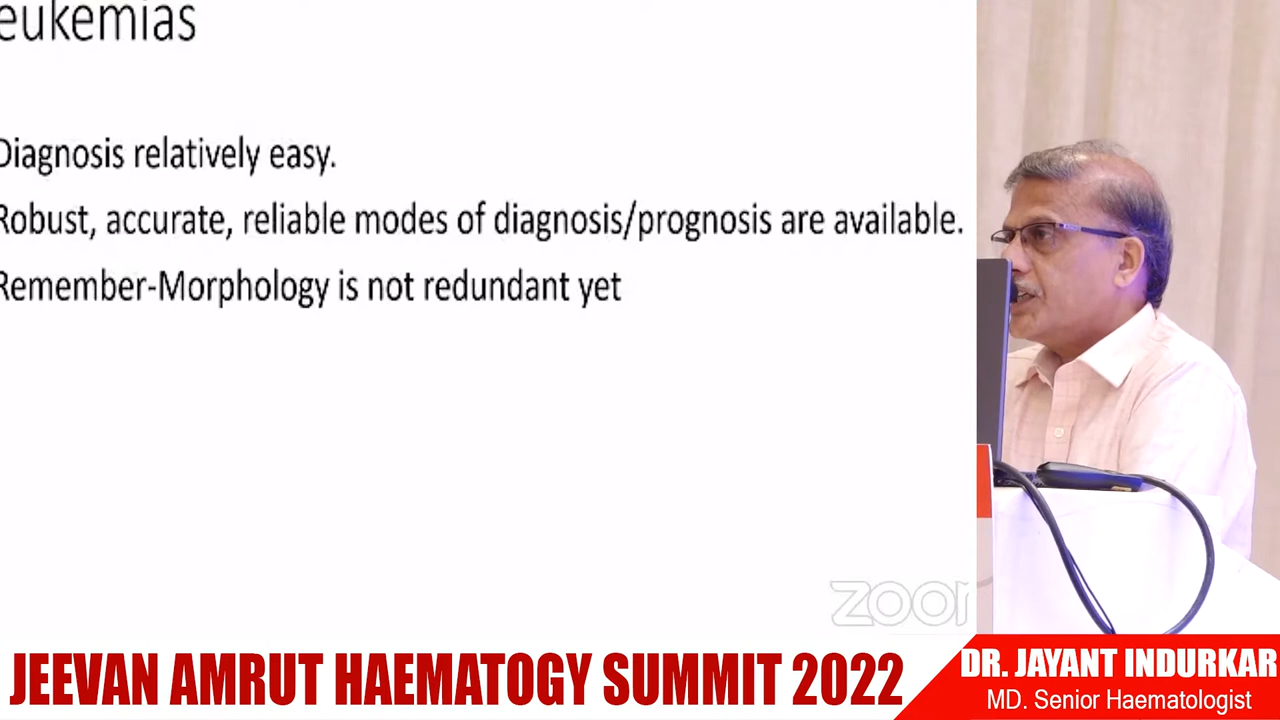 eukemias
Diagnosis relatively easy.
Robust, accurate, reliable modes of diagnosis/prognosis are available.
Remember-Morphology is not redundant yet
zoom
JEEVAN AMRUT HAEMATOGY SUMMIT 2022
DR. JAYANT INDURKAR
MD. Senior Haematologist